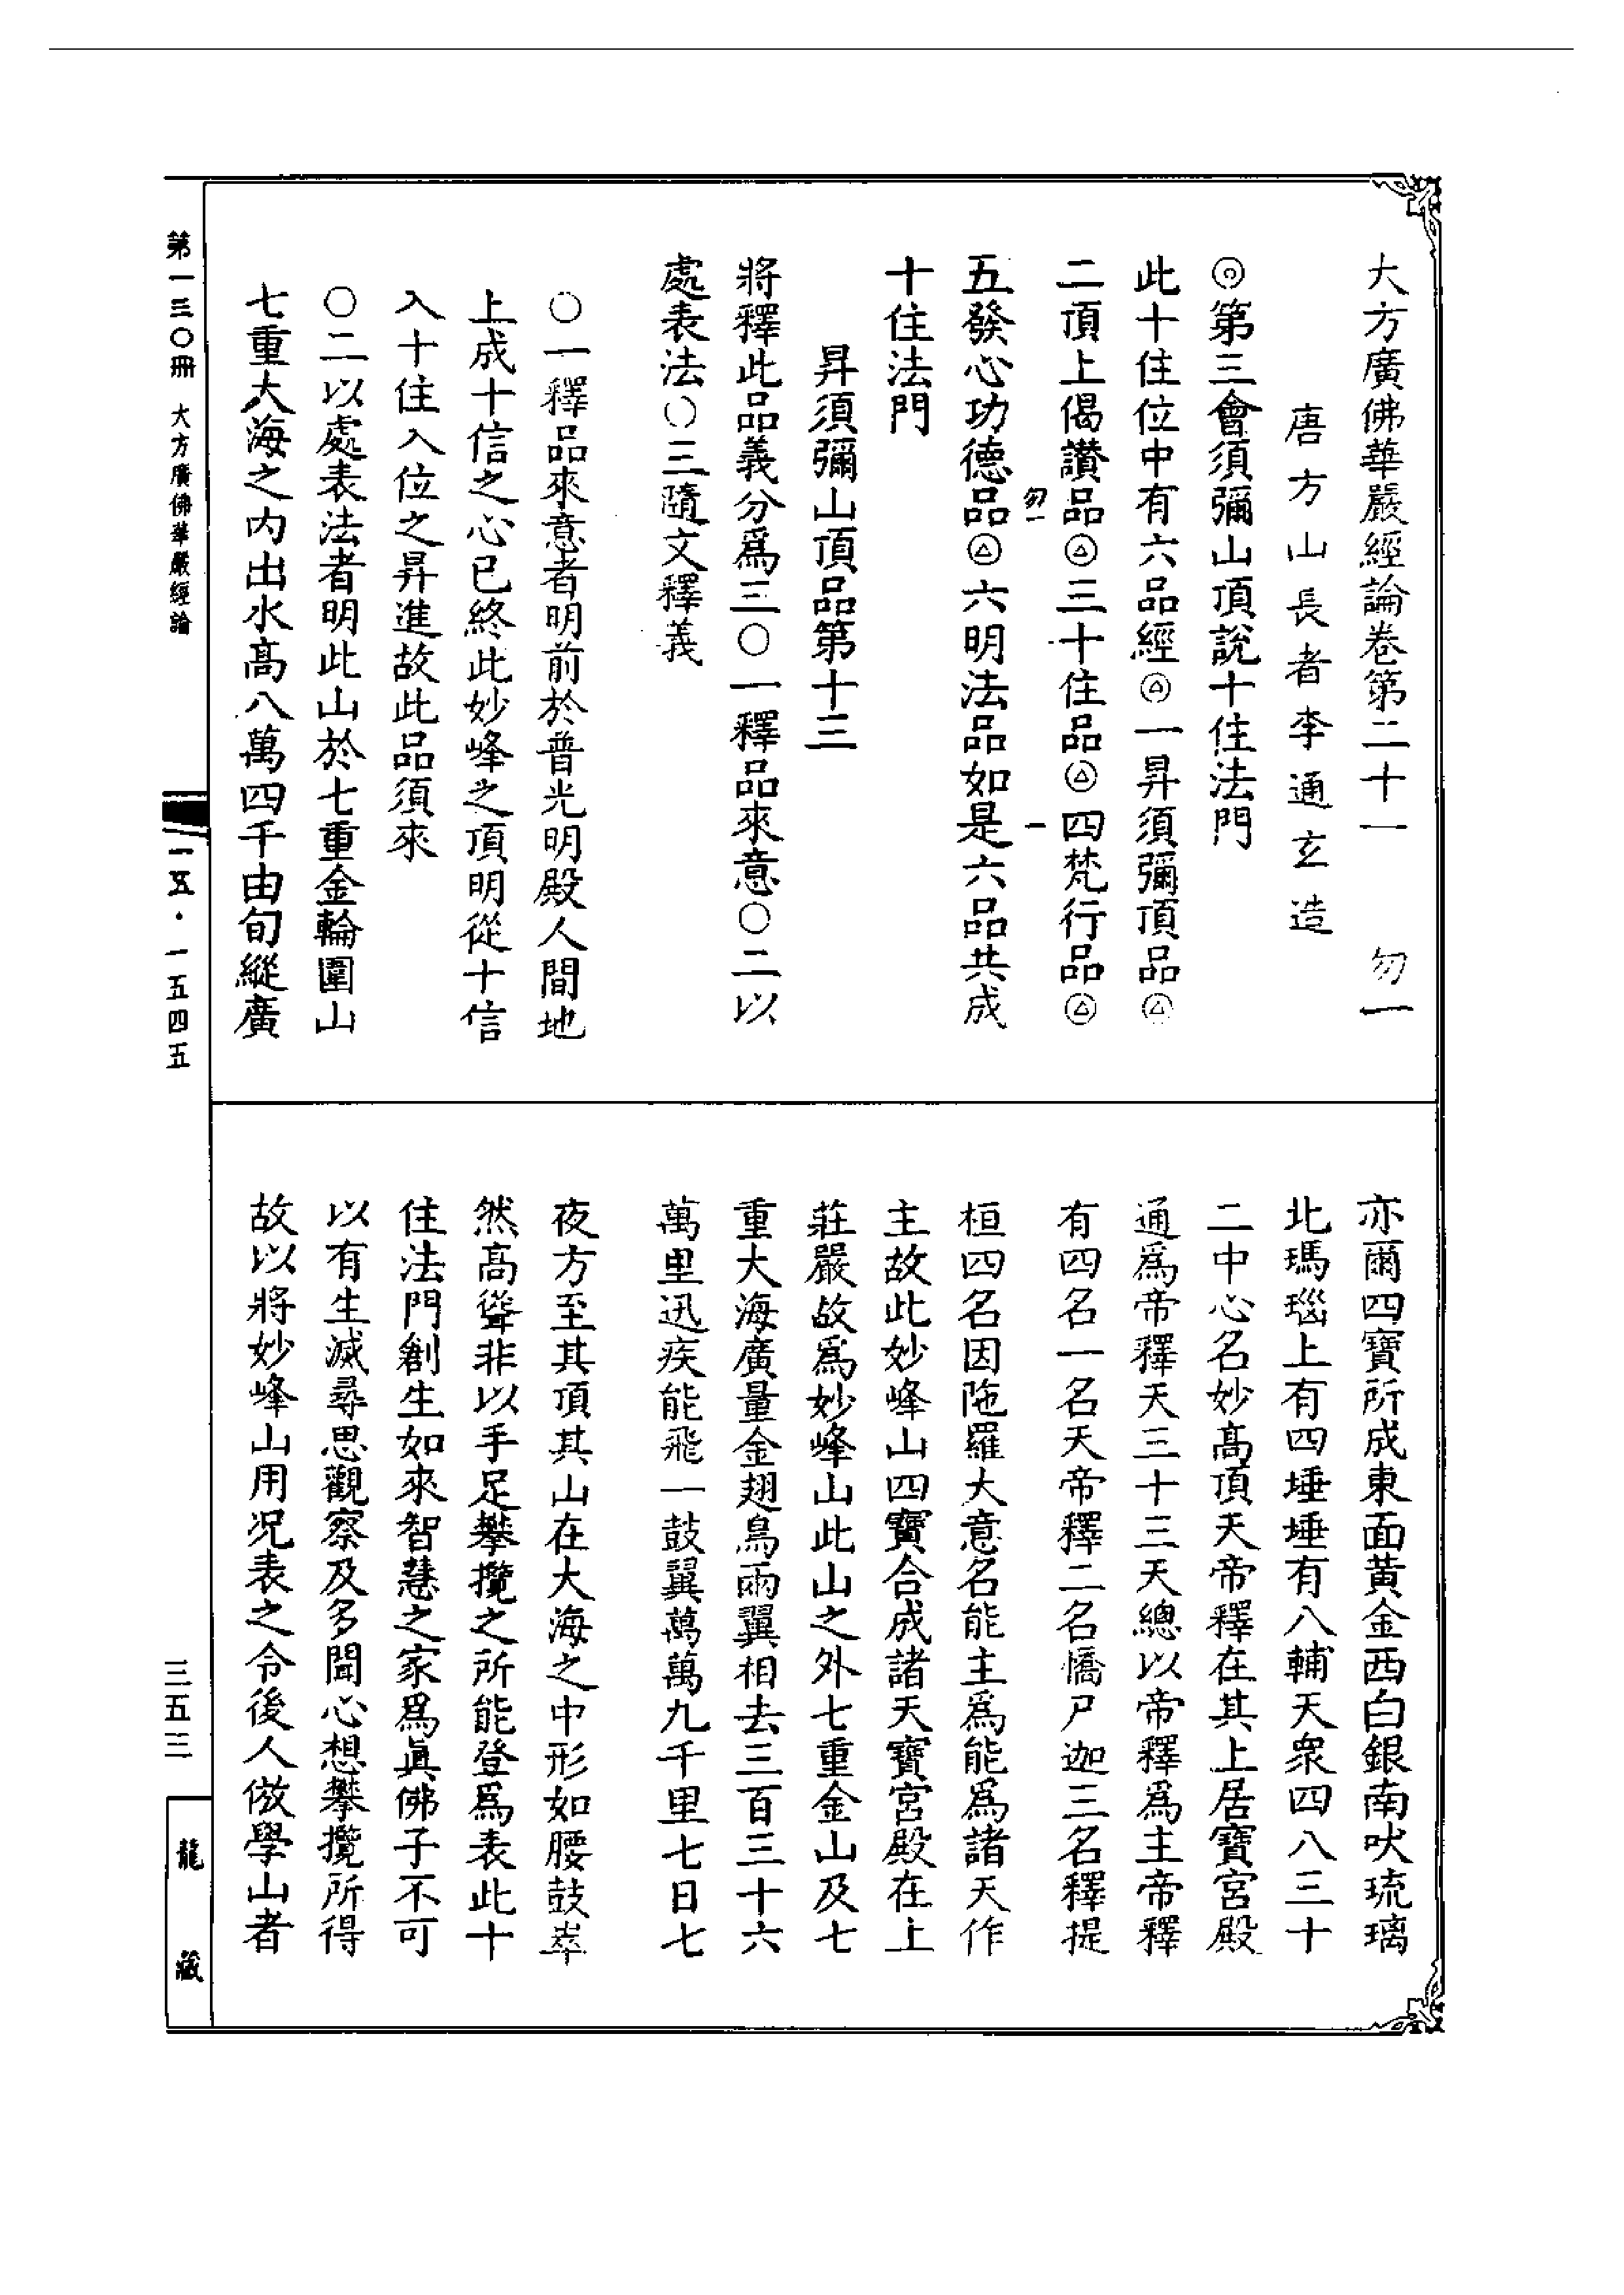 大方廣佛華嚴經論卷第二十一　勿一
唐方山長者李通玄造
◎第三會須彌山頂說十住法門
此十住位中有六品經△一昇須彌頂品△
二頂上偈讚品△三十住品△四梵行品△
勿一　一
五發心功德品△六明法品如是六品共成
十住法門
昇須彌山頂品第十三
將釋此品義分爲三○一釋品來意○二以
處表法○三隨文釋義
○一釋品來意者明前於普光明殿人間地
上成十信之心已終此妙峰之頂明從十信
入十住入位之昇進故此品須來
○二以處表法者明此山於七重金輪圍山
七重大海之內出水高八萬四千由旬縱廣
亦爾四寶所成東面黃金西白銀南吠琉璃
北瑪瑙上有四埵埵有八輔天衆四八三十
二中心名妙高頂天帝釋在其上居寶宮殿
通爲帝釋天三十三天總以帝釋爲主帝釋
有四名一名天帝釋二名憍尸迦三名釋提
桓四名因陁羅大意名能主爲能爲諸天作
主故此妙峰山四寶合成諸天寶宮殿在上
莊嚴故爲妙峰山此山之外七重金山及七
重大海廣量金翅鳥兩翼相去三百三十六
萬里迅疾能飛一鼓翼萬萬九千里七日七
夜方至其頂其山在大海之中形如腰鼓崒
然高聳非以手足攀攬之所能登爲表此十
住法門創生如來智慧之家爲眞佛子不可
以有生滅尋思觀察及多聞心想攀攬所得
故以將妙峰山用況表之令後人倣學山者
第一三〇冊　大方廣佛華嚴經論
一五·一五四五
三五三
龍藏